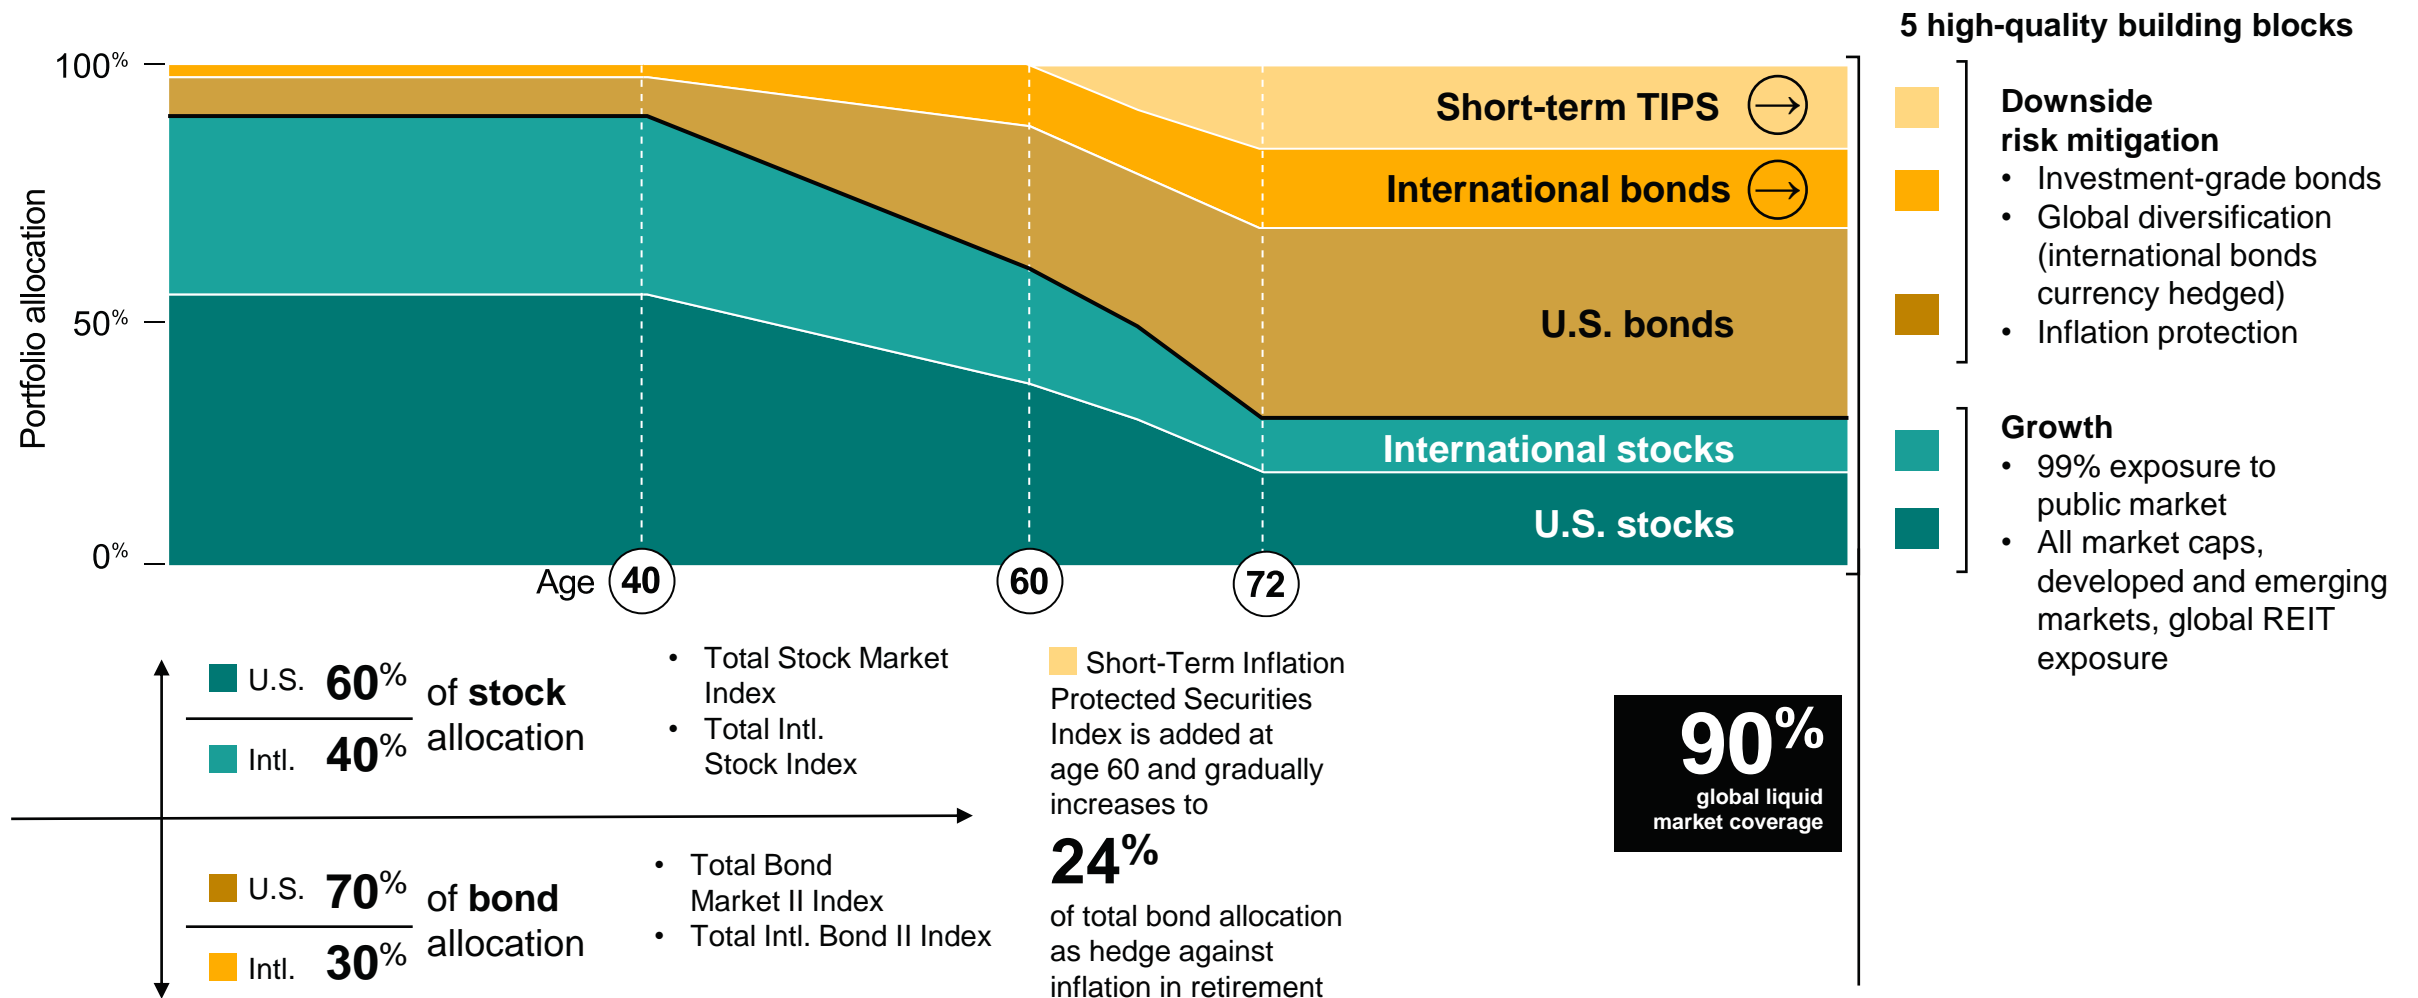 5 high-quality building blocks
100%
50%
0%
Portfolio allocation
Short-term TIPS
International bonds
U.S. bonds
International stocks
U.S. stocks
Age 40 60 72
Downside
risk mitigation
• Investment-grade bonds
• Global diversification
(international bonds
currency hedged)
• Inflation protection
Growth
• 99% exposure to
public market
• All market caps,
developed and emerging
markets, global REIT
exposure
U.S. 60%
Intl. 40%
of stock
allocation
• Total Stock Market
Index
• Total Intl.
Stock Index
U.S. 70%
Intl. 30%
of bond
allocation
• Total Bond
Market II Index
• Total Intl. Bond II Index
Short-Term Inflation
Protected Securities
Index is added at
age 60 and gradually
increases to
24%
of total bond allocation
as hedge against
inflation in retirement
90%
global liquid
market coverage